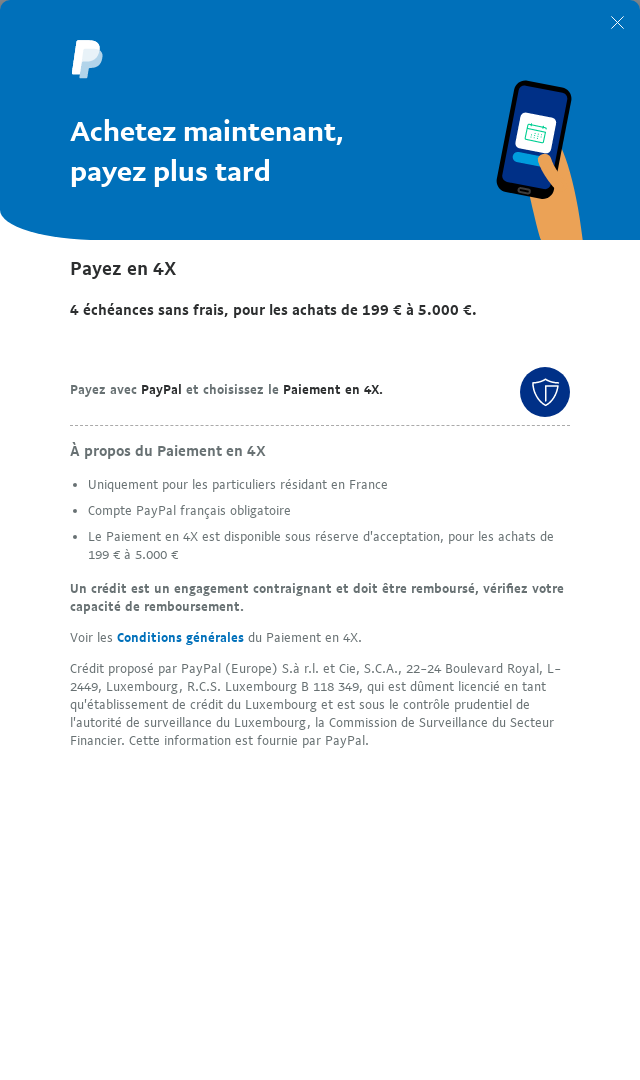 Achetez maintenant,
payez plus tard
Payez en 4X
4 échéances sans frais, pour les achats de 199 € à 5.000 €.
Payez avec PayPal et choisissez le Paiement en 4X.
À propos du Paiement en 4X
• Uniquement pour les particuliers résidant en France
• Compte PayPal français obligatoire
• Le Paiement en 4X est disponible sous réserve d'acceptation, pour les achats de
199 € à 5.000 €
Un crédit est un engagement contraignant et doit être remboursé, vérifiez votre
capacité de remboursement.
Voir les Conditions générales du Paiement en 4X.
Crédit proposé par PayPal (Europe) S.à r.l. et Cie, S.C.A., 22–24 Boulevard Royal, L–
2449, Luxembourg, R.C.S. Luxembourg B 118 349, qui est dûment licencié en tant
qu'établissement de crédit du Luxembourg et est sous le contrôle prudentiel de
l'autorité de surveillance du Luxembourg, la Commission de Surveillance du Secteur
Financier. Cette information est fournie par PayPal.